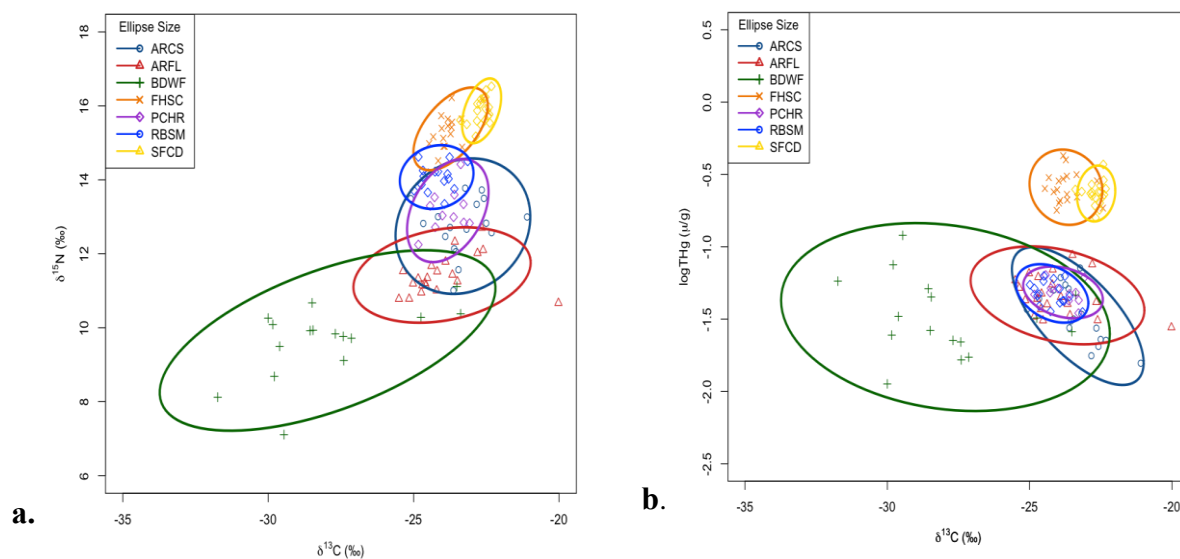 Ellipse Size
ARCS
ARFL
BDWF
FHSC
PCHR
RBSM
SFCD
18
16
14
12
10
8
6
δ15N (‰)
-35
-30
-25
-20
δ13C (‰)
a.
Ellipse Size
ARCS
ARFL
BDWF
FHSC
PCHR
RBSM
SFCD
0.5
0.0
-0.5
-1.0
-1.5
-2.0
-2.5
logTHg (u/g)
-35
-30
-25
-20
δ13C (‰)
b.